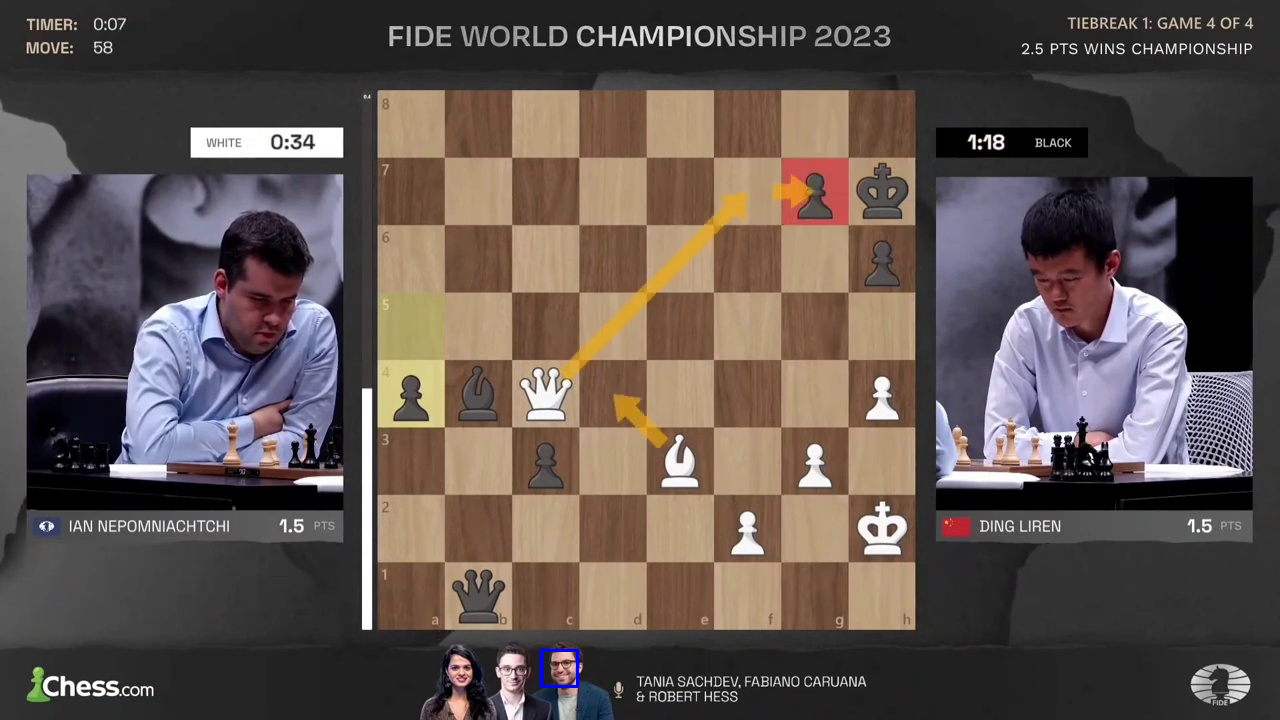 TIMER: 0:07
MOVE: 58
FIDE WORLD CHAMPIONSHIP 2023
TIEBREAK 1: GAME 4 OF 4
2.5 PTS WINS CHAMPIONSHIP
WHITE 0:34
1:18 BLACK
8
7
6
5
4
3
2
1
a b c d e f g h
IAN NEPOMNIACHTCHI 1.5 PTS
DING LIREN 1.5 PTS
Chess.com
TANIA SACHDEV, FABIANO CARUANA
& ROBERT HESS
FIDE